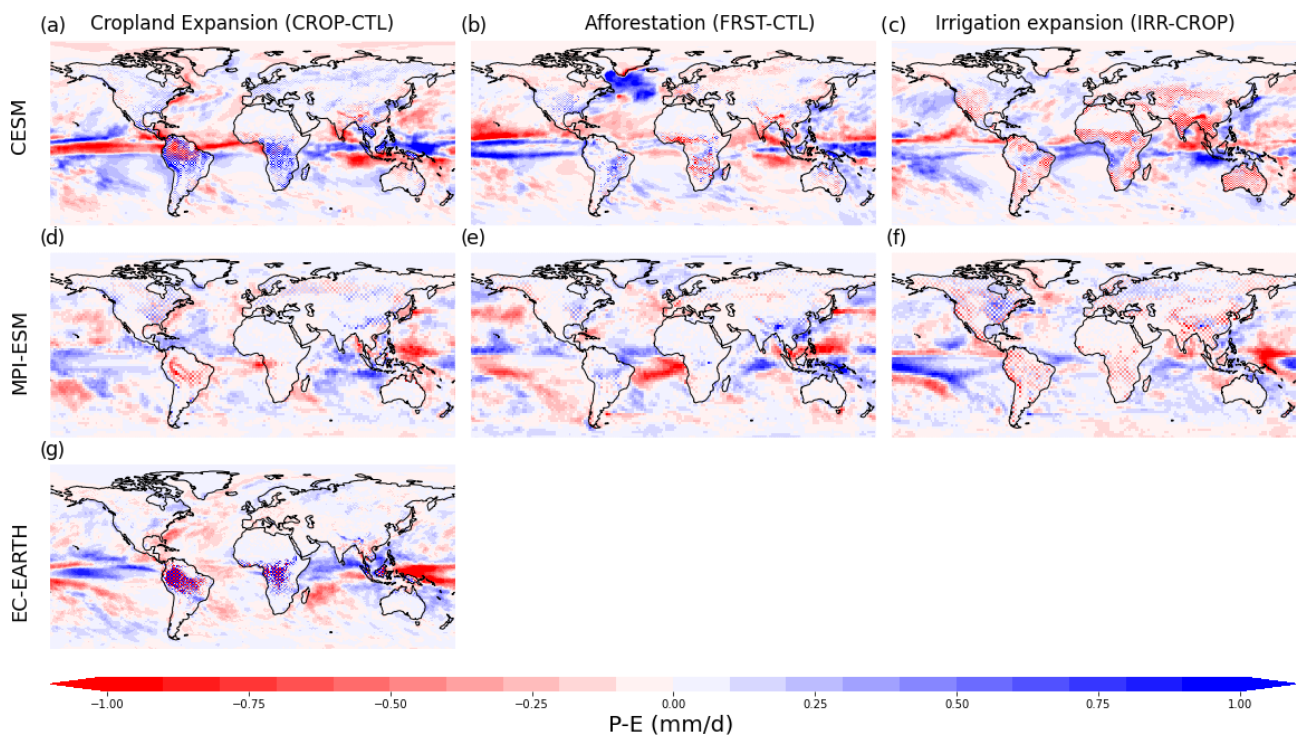 Cropland Expansion (CROP-CTL)
Afforestation (FRST-CTL)
Irrigation expansion (IRR-CROP)
(a)
(b)
(c)
CESM
(d)
(e)
(f)
MPI-ESM
(g)
EC-EARTH
−1.00
−0.75
−0.50
−0.25
0.00
0.25
0.50
0.75
1.00
P-E (mm/d)